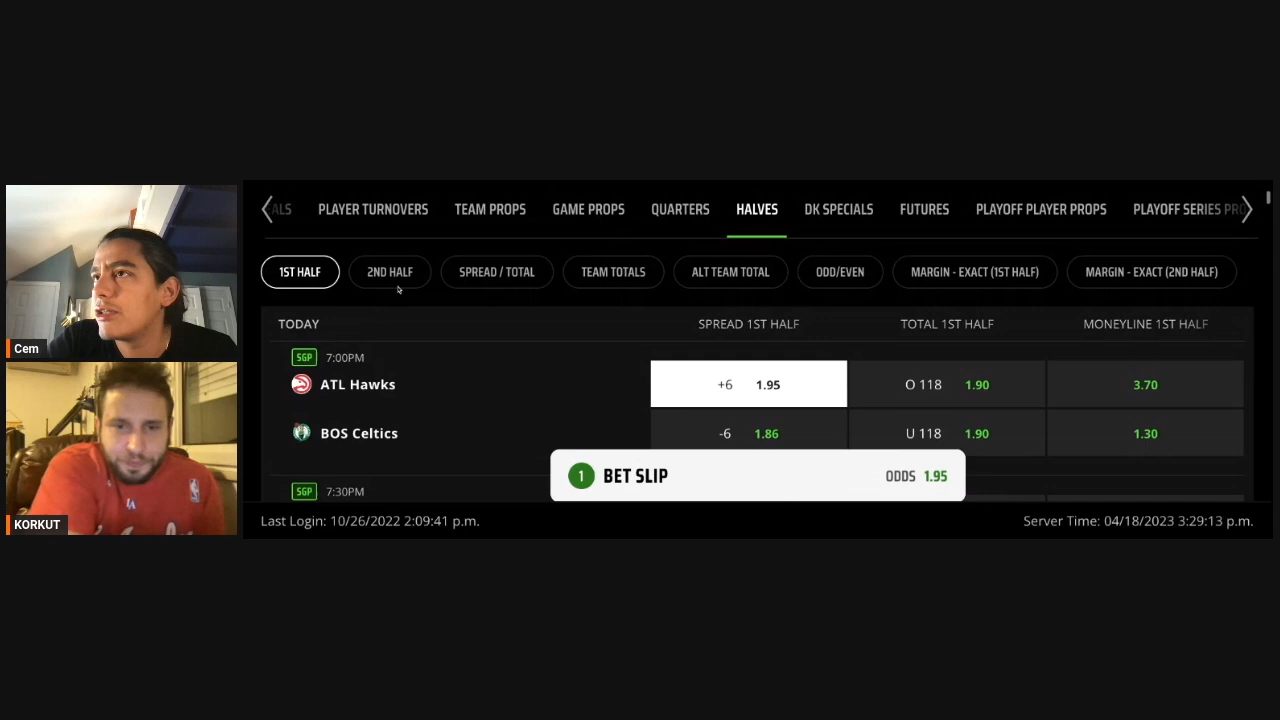 ALS PLAYER TURNOVERS TEAM PROPS GAME PROPS QUARTERS HALVES DK SPECIALS FUTURES PLAYOFF PLAYER PROPS PLAYOFF SERIES PRO
1ST HALF 2ND HALF SPREAD / TOTAL TEAM TOTALS ALT TEAM TOTAL ODD/EVEN MARGIN - EXACT (1ST HALF) MARGIN - EXACT (2ND HALF)
TODAY SPREAD 1ST HALF TOTAL 1ST HALF MONEYLINE 1ST HALF
SGP 7:00PM
ATL Hawks +6 1.95 O 118 1.90 3.70
BOS Celtics -6 1.86 U 118 1.90 1.30
1 BET SLIP ODDS 1.95
SGP 7:30PM
Last Login: 10/26/2022 2:09:41 p.m. Server Time: 04/18/2023 3:29:13 p.m.
Cem
KORKUT